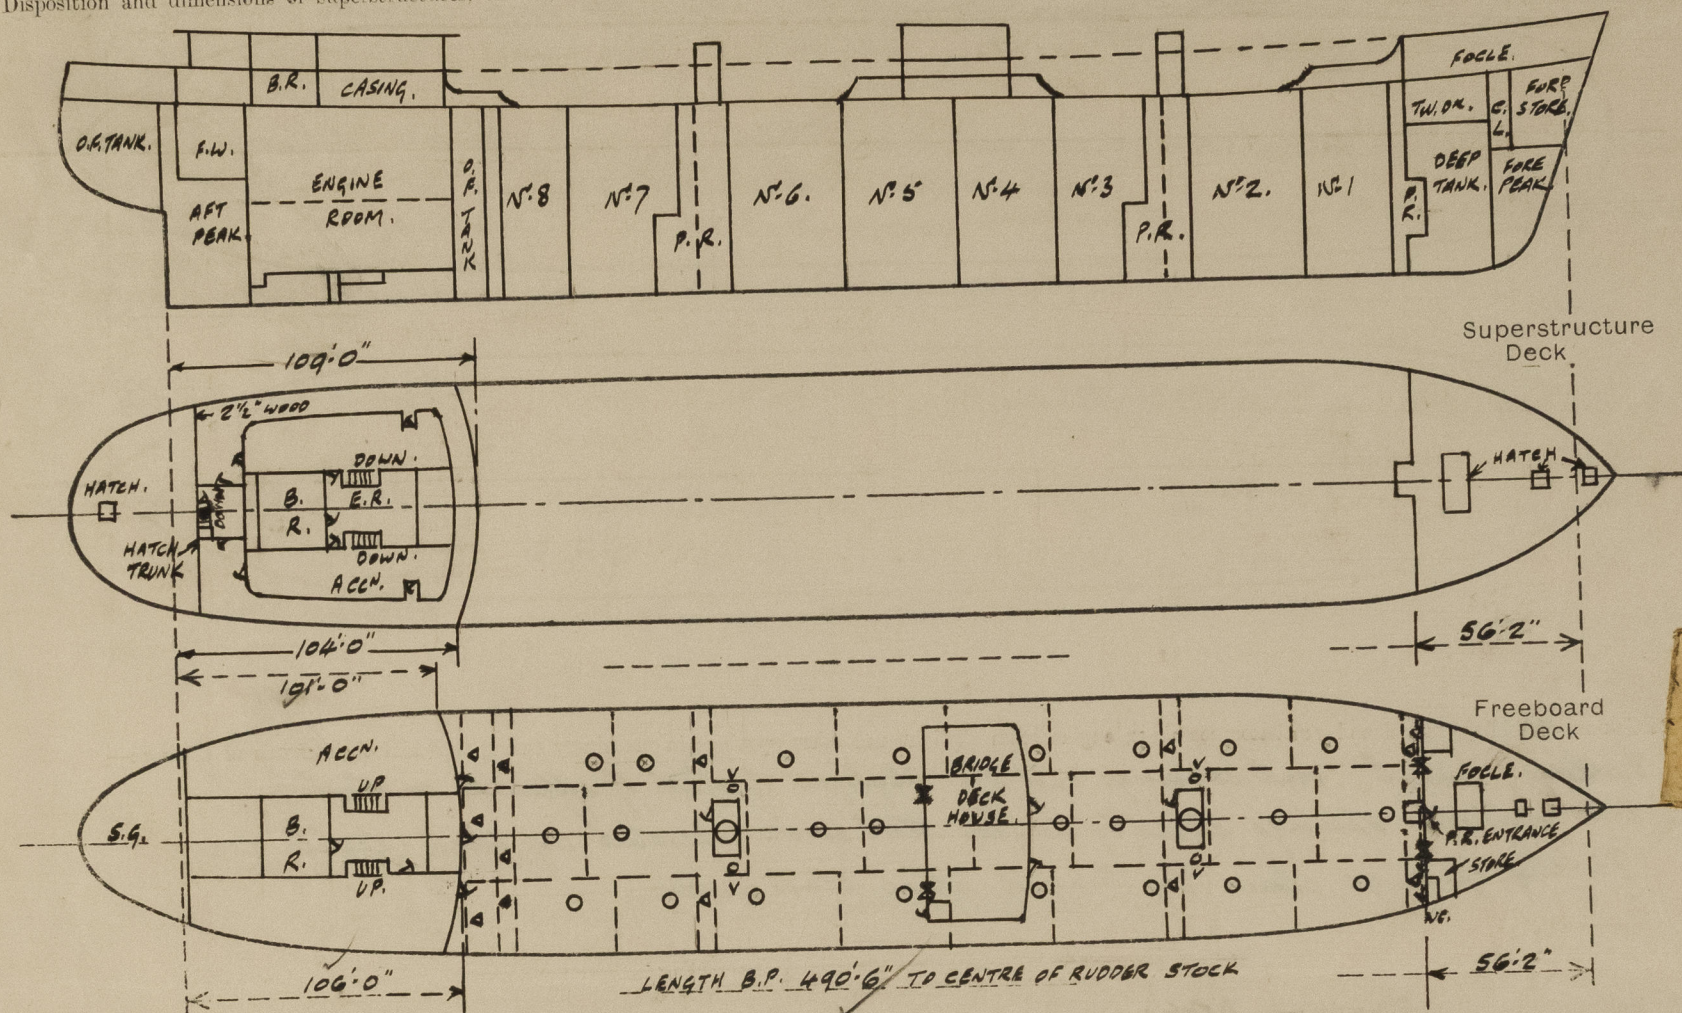 Disposition and dimensions of Superstructures,
B.R.
CASING.
FOCLE.
O.F. TANK.
F.W.
ENGINE
ROOM.
AFT
PEAK
O.F. TANK
Nº 8
Nº 7
P.R.
Nº 6.
Nº 5
Nº 4
Nº 3
P.R.
Nº 2.
Nº 1
P.R.
TW. DK.
C.L.
FORE
STORE.
DEEP
TANK.
FORE
PEAK
Superstructure
Deck
109'-0"
2½" WOOD
HATCH.
DOWN
DOWN.
B.
R.
E.R.
DOWN.
HATCH
TRUNK
ACCN.
HATCH
104'-0"
101'-0"
56'-2"
Freeboard
Deck
ACCN.
UP
S.G.
B.
R.
UP.
BRIDGE
DECK
HOUSE.
FOCLE.
P.R. ENTRANCE
STORE.
106'-0"
LENGTH B.P. 490'-6" TO CENTRE OF RUDDER STOCK
56'-2"